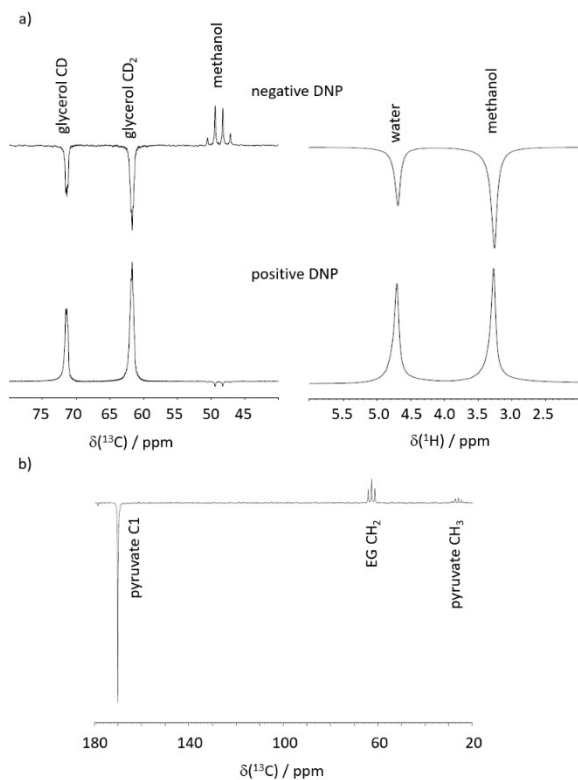 a)
glycerol CD
glycerol CD₂
methanol
negative DNP
water
methanol
positive DNP
75 70 65 60 55 50 45
5.5 5.0 4.5 4.0 3.5 3.0 2.5
δ(¹³C) / ppm
δ(¹H) / ppm
b)
pyruvate C1
EG CH₂
pyruvate CH₃
180 140 100 60 20
δ(¹³C) / ppm